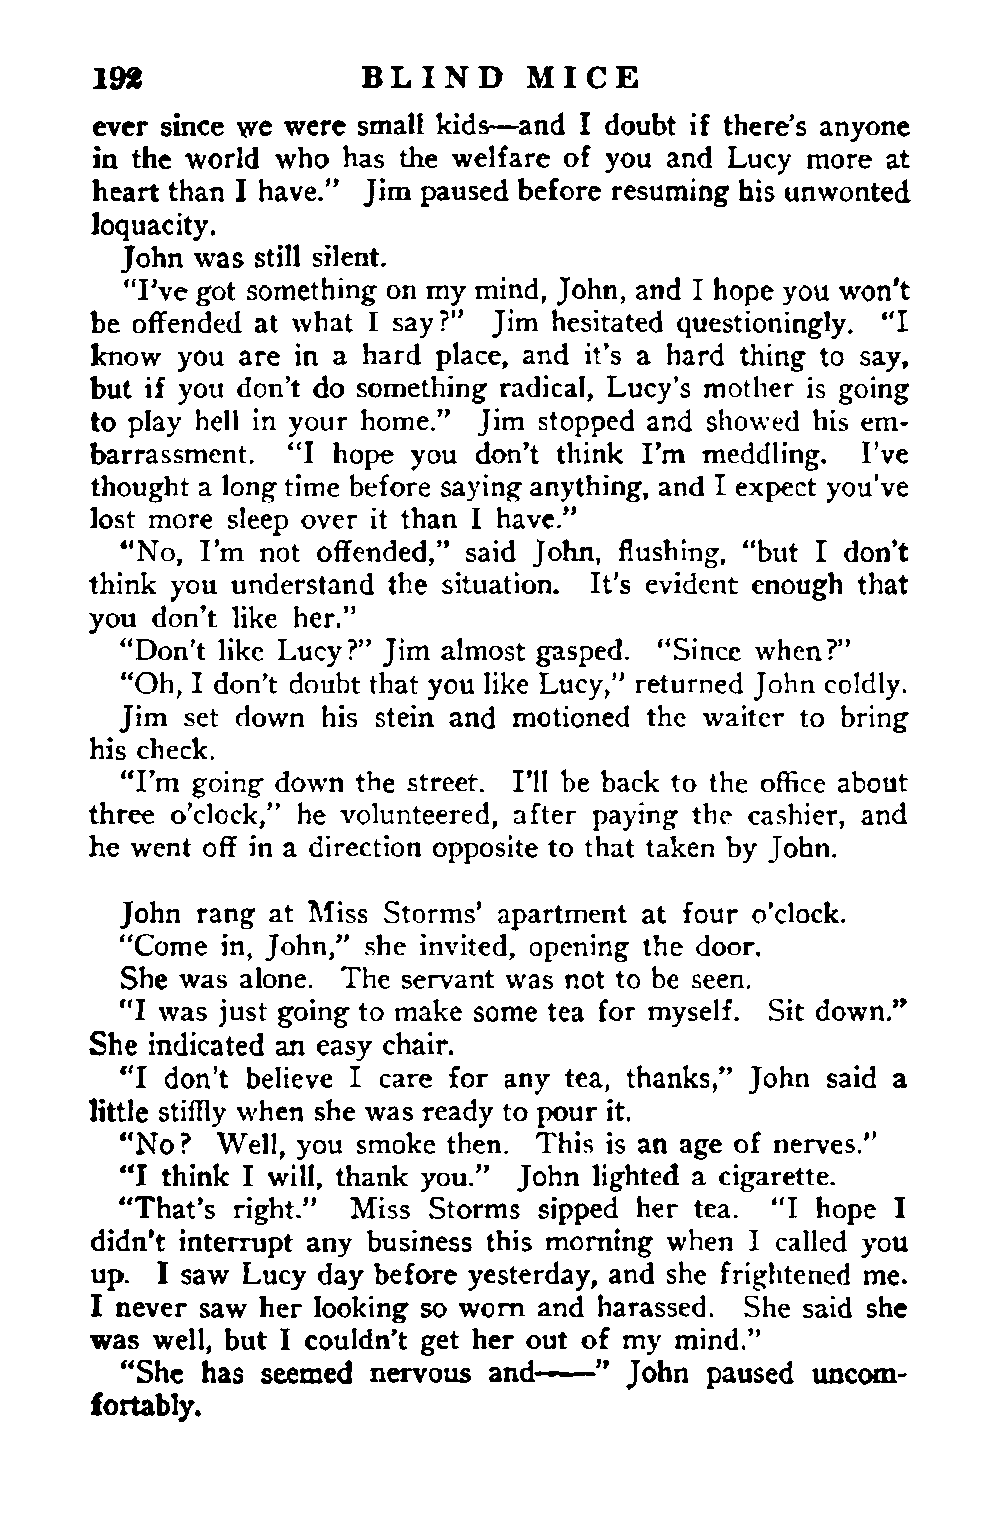 192 BLIND MICE
ever since we were small kids—and I doubt if there's anyone
in the world who has the welfare of you and Lucy more at
heart than I have." Jim paused before resuming his unwonted
loquacity.
John was still silent.
"I've got something on my mind, John, and I hope you won't
be offended at what I say?" Jim hesitated questioningly. "I
know you are in a hard place, and it's a hard thing to say,
but if you don't do something radical, Lucy's mother is going
to play hell in your home." Jim stopped and showed his em-
barrassment. "I hope you don't think I'm meddling. I've
thought a long time before saying anything, and I expect you've
lost more sleep over it than I have."
"No, I'm not offended," said John, flushing, "but I don't
think you understand the situation. It's evident enough that
you don't like her."
"Don't like Lucy?" Jim almost gasped. "Since when?"
"Oh, I don't doubt that you like Lucy," returned John coldly.
Jim set down his stein and motioned the waiter to bring
his check.
"I'm going down the street. I'll be back to the office about
three o'clock," he volunteered, after paying the cashier, and
he went off in a direction opposite to that taken by John.
John rang at Miss Storms' apartment at four o'clock.
"Come in, John," she invited, opening the door.
She was alone. The servant was not to be seen.
"I was just going to make some tea for myself. Sit down."
She indicated an easy chair.
"I don't believe I care for any tea, thanks," John said a
little stiffly when she was ready to pour it.
"No? Well, you smoke then. This is an age of nerves."
"I think I will, thank you." John lighted a cigarette.
"That's right." Miss Storms sipped her tea. "I hope I
didn't interrupt any business this morning when I called you
up. I saw Lucy day before yesterday, and she frightened me.
I never saw her looking so worn and harassed. She said she
was well, but I couldn't get her out of my mind."
"She has seemed nervous and——" John paused uncom-
fortably.